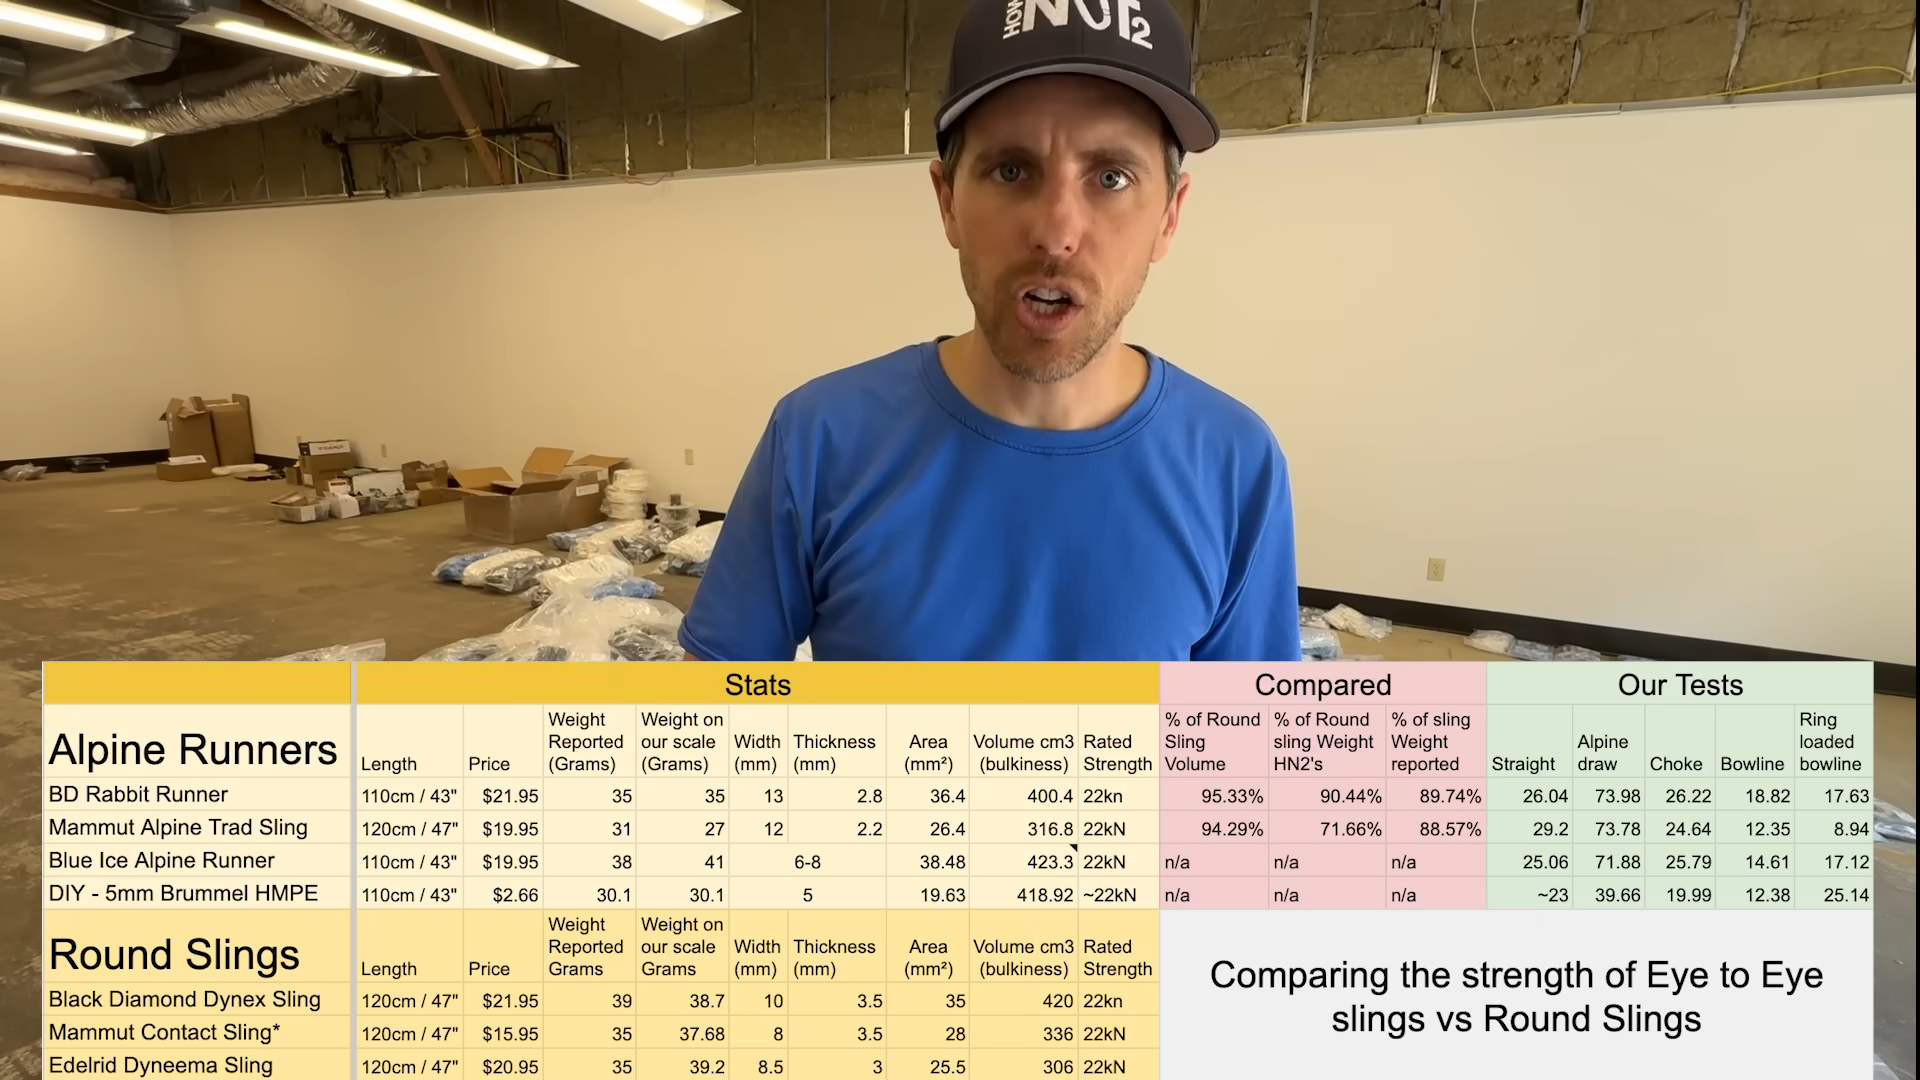 HOW NOT2
Stats Compared Our Tests
Alpine Runners Length Price Weight Reported (Grams) Weight on our scale (Grams) Width (mm) Thickness (mm) Area (mm²) Volume cm3 (bulkiness) Rated Strength % of Round Sling Volume % of Round sling Weight HN2's % of sling Weight reported Straight Alpine draw Choke Bowline Ring loaded bowline
BD Rabbit Runner 110cm / 43" $21.95 35 35 13 2.8 36.4 400.4 22kn 95.33% 90.44% 89.74% 26.04 73.98 26.22 18.82 17.63
Mammut Alpine Trad Sling 120cm / 47" $19.95 31 27 12 2.2 26.4 316.8 22kN 94.29% 71.66% 88.57% 29.2 73.78 24.64 12.35 8.94
Blue Ice Alpine Runner 110cm / 43" $19.95 38 41 6-8 38.48 423.3 22kN n/a n/a n/a 25.06 71.88 25.79 14.61 17.12
DIY - 5mm Brummel HMPE 110cm / 43" $2.66 30.1 30.1 5 19.63 418.92 ~22kN n/a n/a n/a ~23 39.66 19.99 12.38 25.14
Round Slings Length Price Weight Reported Grams Weight on our scale Grams Width (mm) Thickness (mm) Area (mm²) Volume cm3 (bulkiness) Rated Strength
Black Diamond Dynex Sling 120cm / 47" $21.95 39 38.7 10 3.5 35 420 22kn
Mammut Contact Sling* 120cm / 47" $15.95 35 37.68 8 3.5 28 336 22kN
Edelrid Dyneema Sling 120cm / 47" $20.95 35 39.2 8.5 3 25.5 306 22kN
Comparing the strength of Eye to Eye
slings vs Round Slings